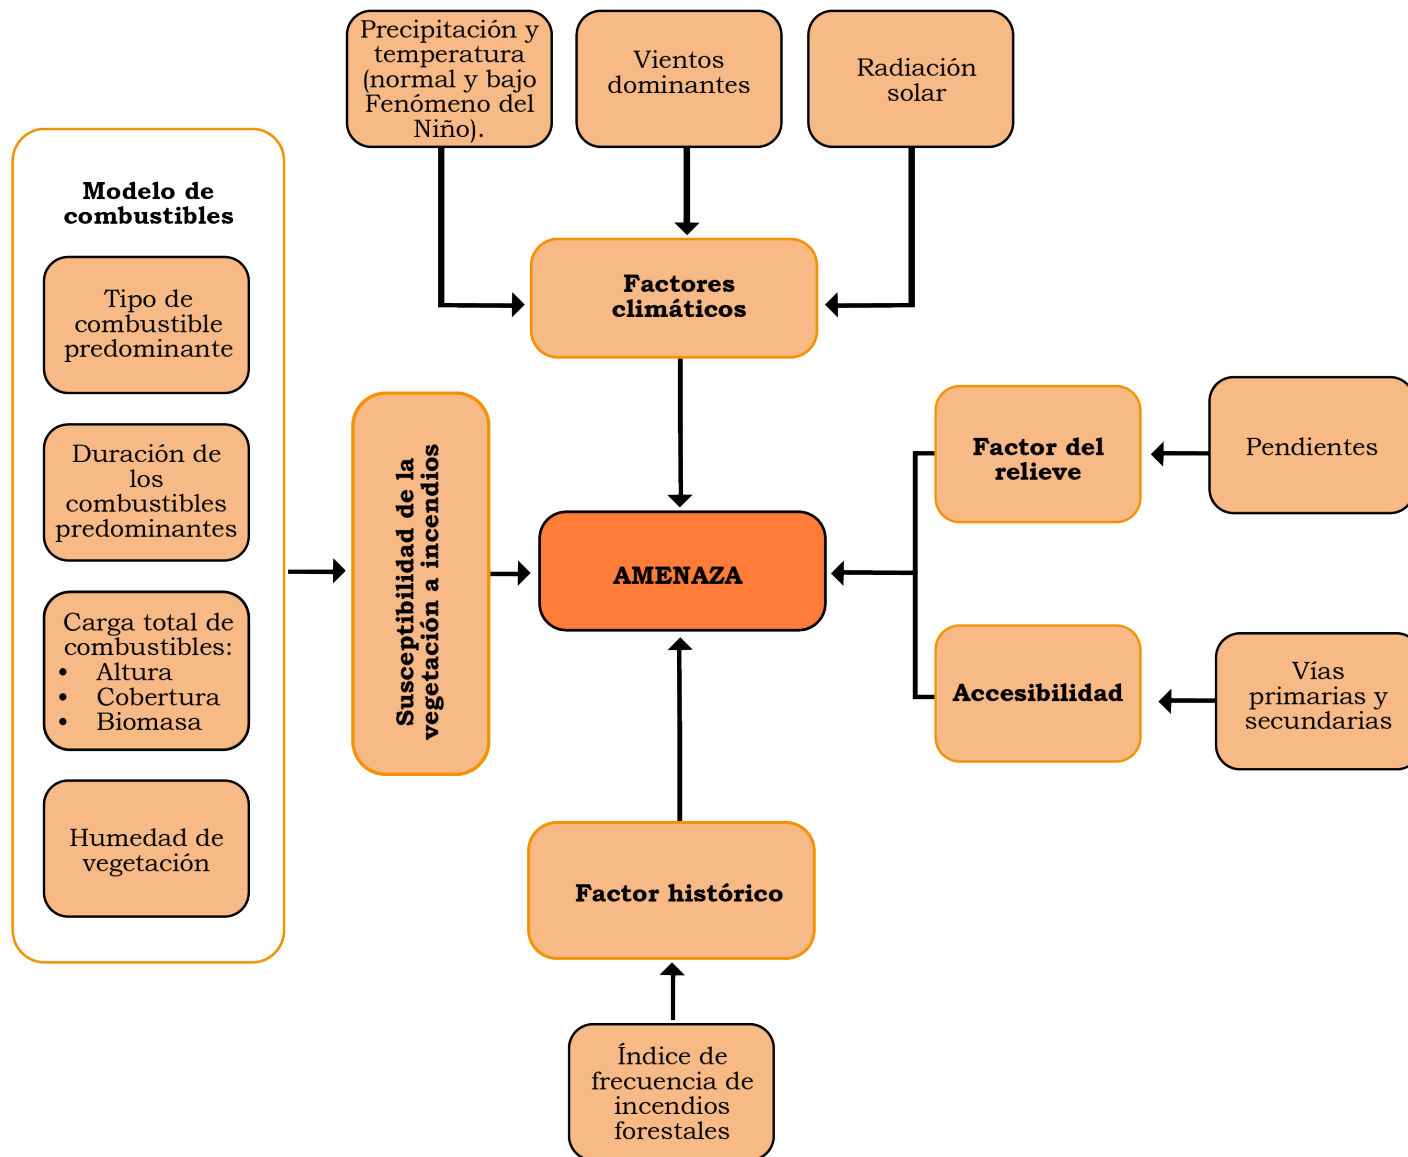 Precipitación y
temperatura
(normal y bajo
Fenómeno del
Niño).
Vientos
dominantes
Radiación
solar
Modelo de
combustibles
Tipo de
combustible
predominante
Duración de
los
combustibles
predominantes
Carga total de
combustibles:
• Altura
• Cobertura
• Biomasa
Humedad de
vegetación
Susceptibilidad de la
vegetación a incendios
Factores
climáticos
AMENAZA
Factor del
relieve
Pendientes
Accesibilidad
Vías
primarias y
secundarias
Factor histórico
Índice de
frecuencia de
incendios
forestales